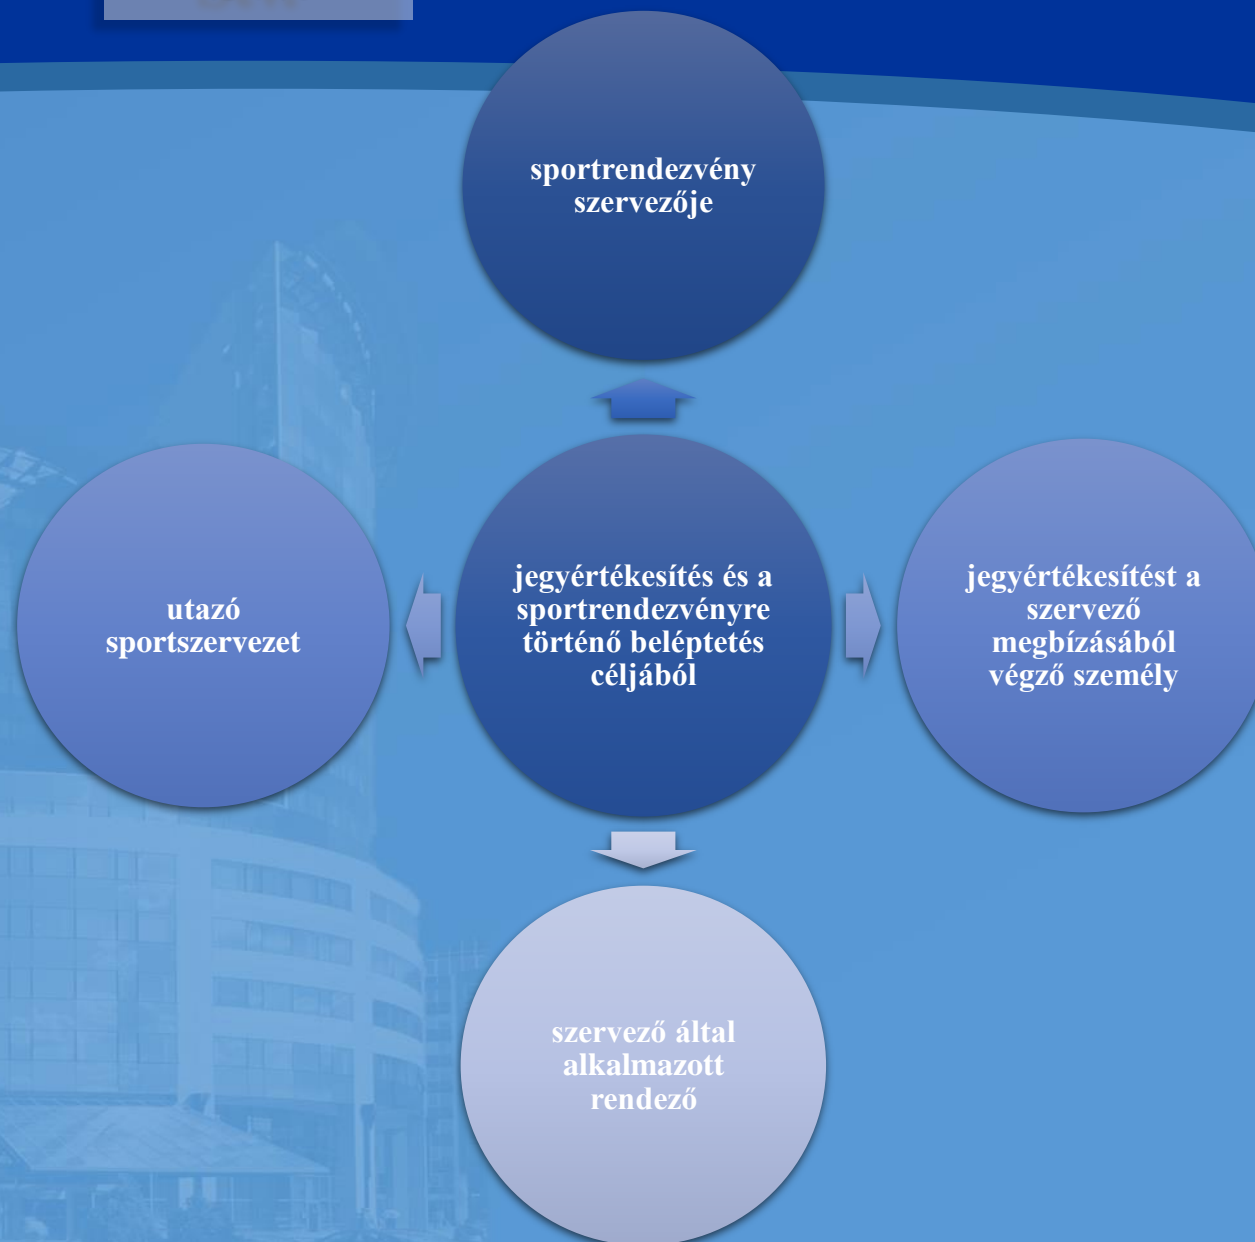 sportrendezvény
szervezője
utazó
sportszervezet
jegyértékesítés és a
sportrendezvényre
történő beléptetés
céljából
jegyértékesítést a
szervező
megbízásából
végző személy
szervező által
alkalmazott
rendező